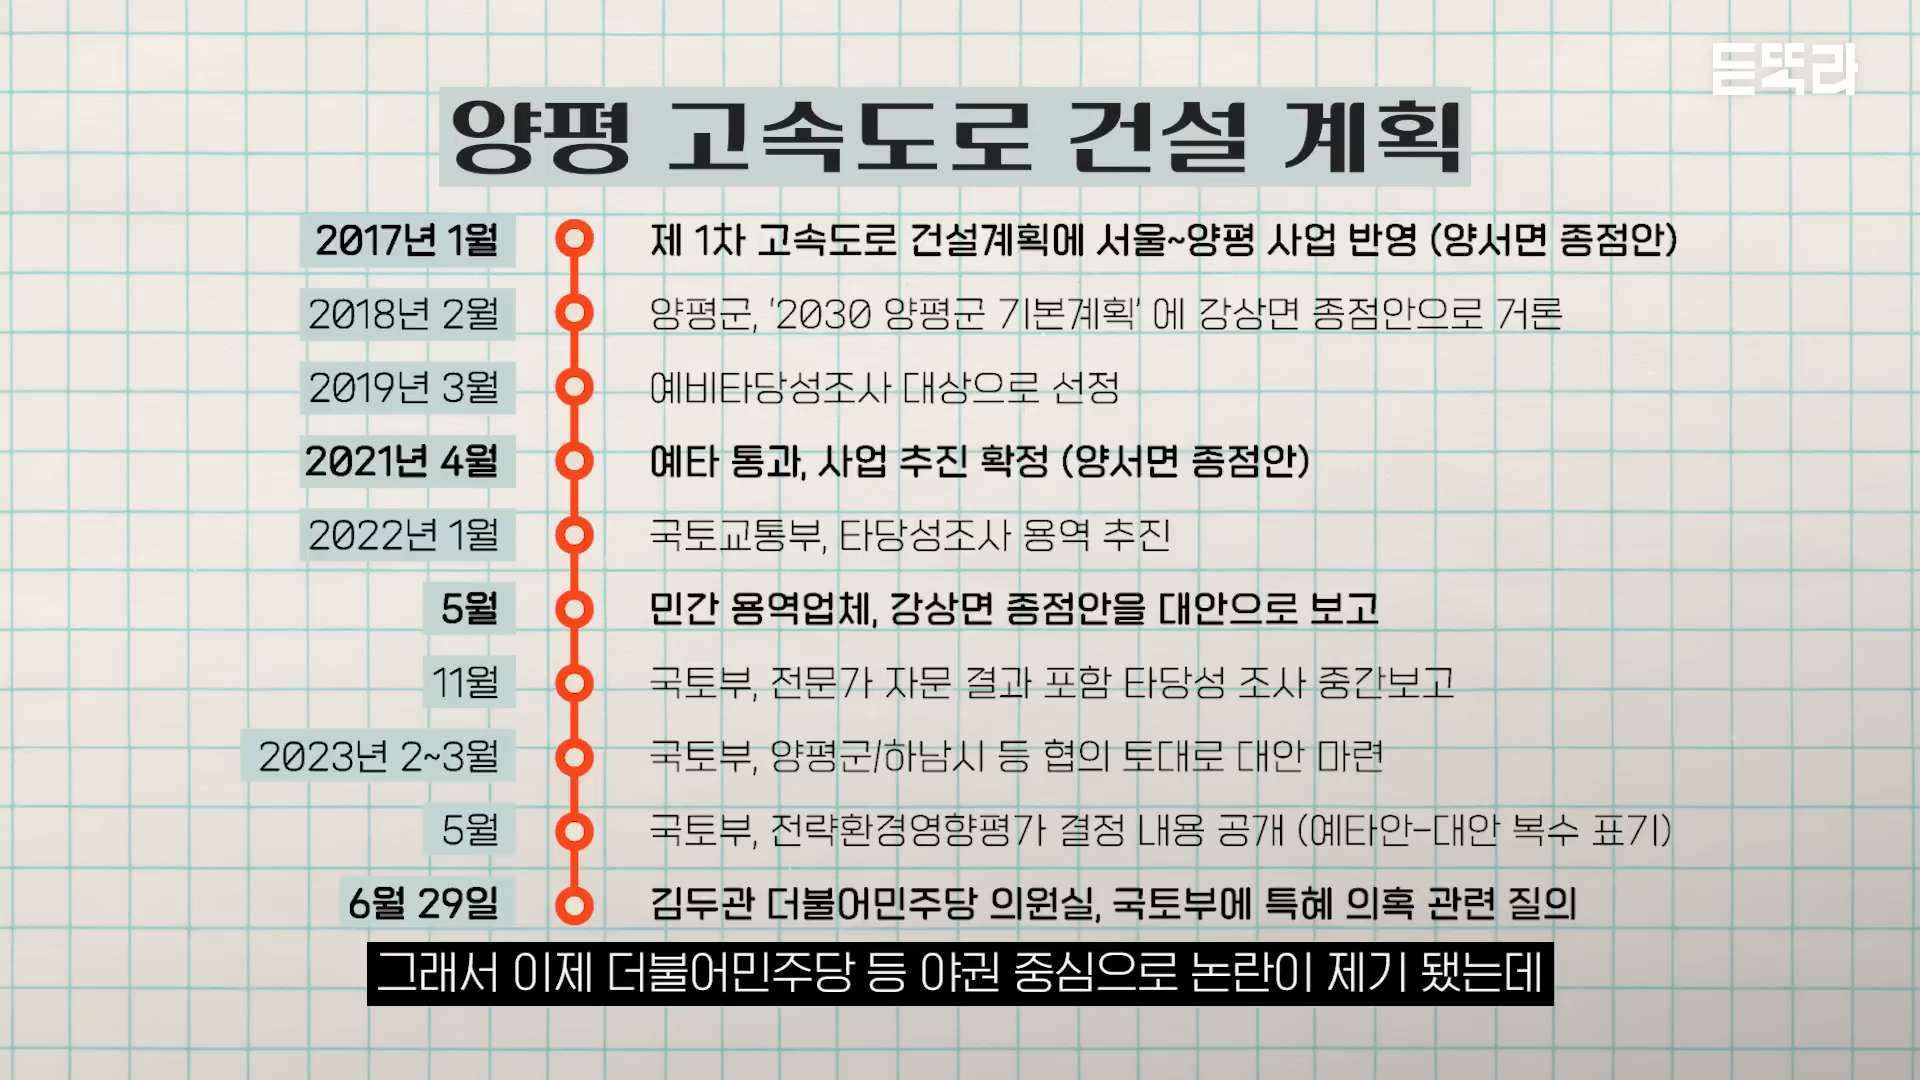 듣똑라
양평 고속도로 건설 계획
2017년 1월 제 1차 고속도로 건설계획에 서울~양평 사업 반영 (양서면 종점안)
2018년 2월 양평군, '2030 양평군 기본계획' 에 강상면 종점안으로 거론
2019년 3월 예비타당성조사 대상으로 선정
2021년 4월 예타 통과, 사업 추진 확정 (양서면 종점안)
2022년 1월 국토교통부, 타당성조사 용역 추진
5월 민간 용역업체, 강상면 종점안을 대안으로 보고
11월 국토부, 전문가 자문 결과 포함 타당성 조사 중간보고
2023년 2~3월 국토부, 양평군/하남시 등 협의 토대로 대안 마련
5월 국토부, 전략환경영향평가 결정 내용 공개 (예타안-대안 복수 표기)
6월 29일 김두관 더불어민주당 의원실, 국토부에 특혜 의혹 관련 질의
그래서 이제 더불어민주당 등 야권 중심으로 논란이 제기 됐는데